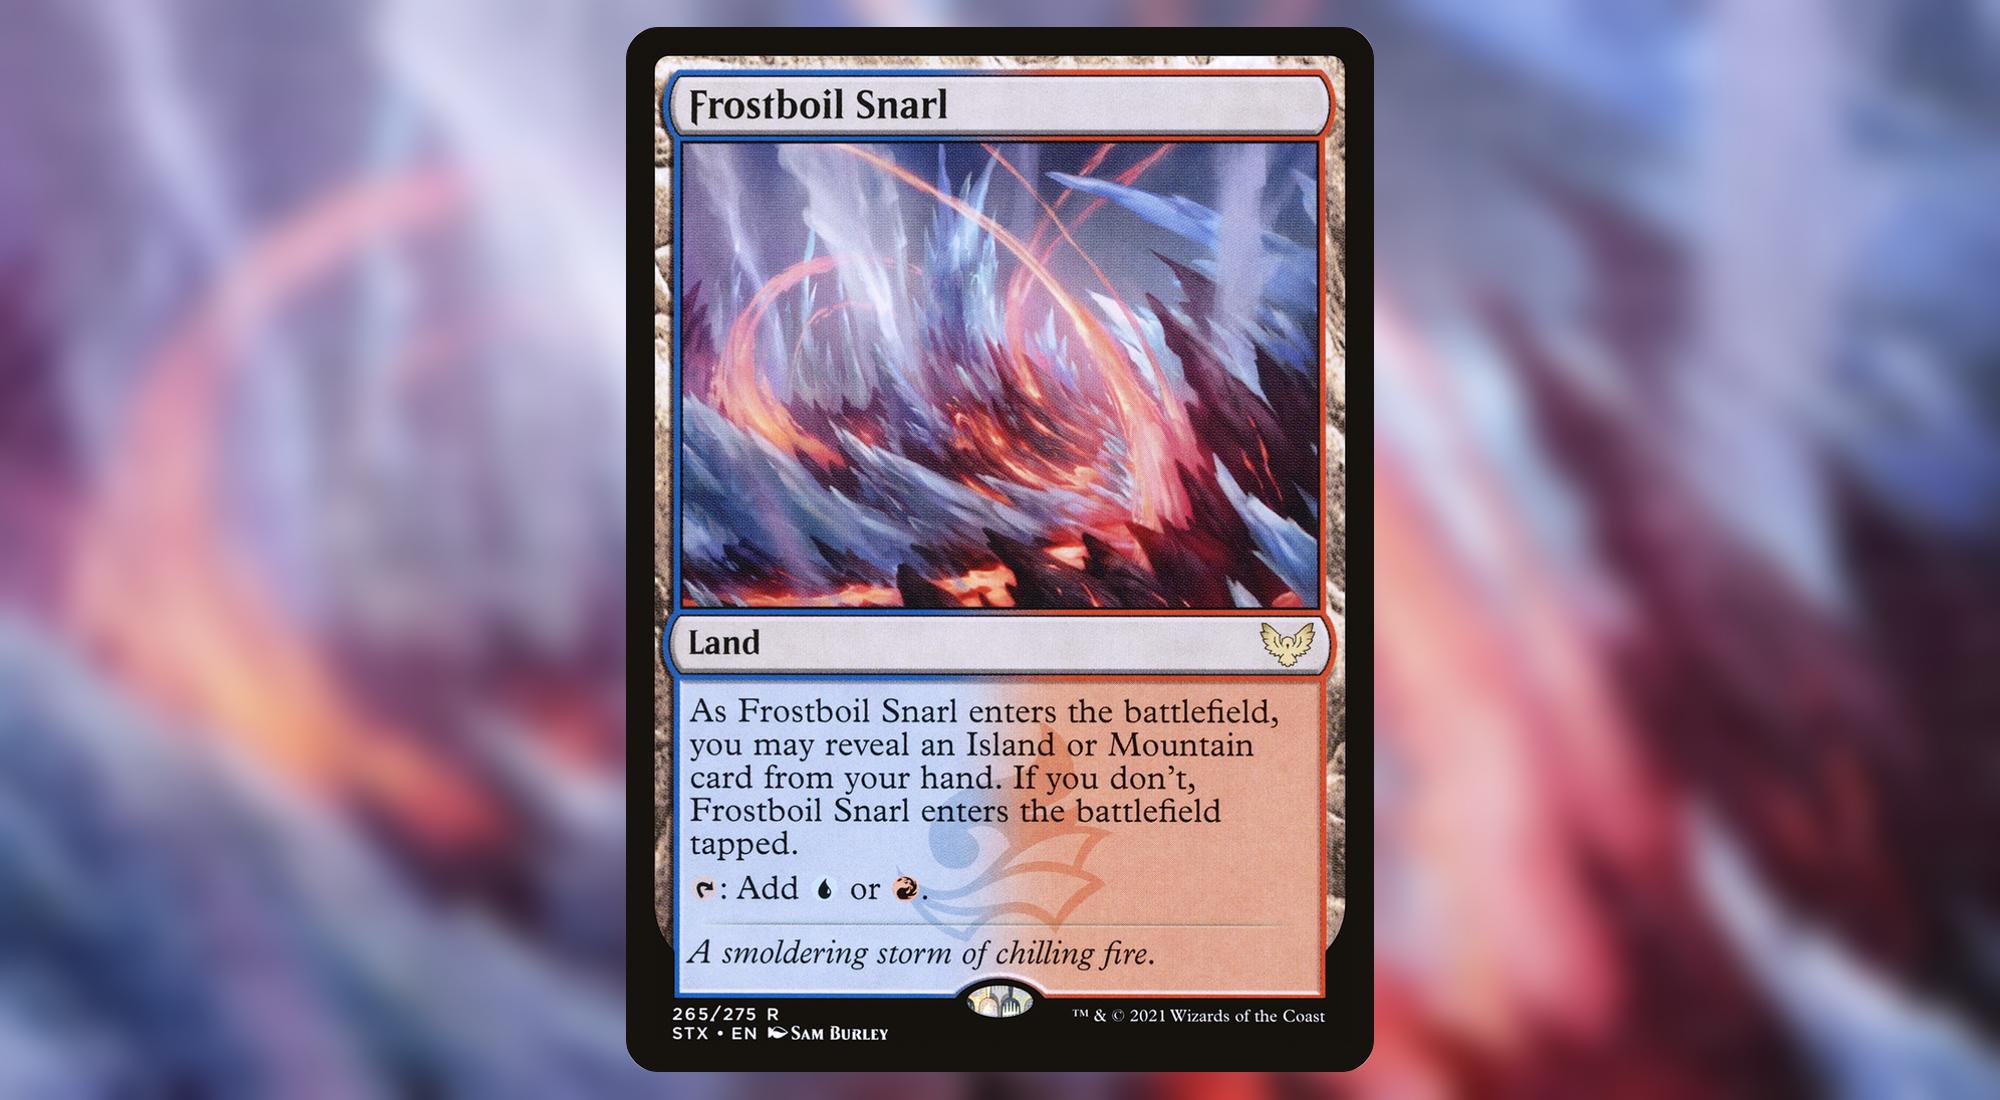 Frostboil Snarl
Land
As Frostboil Snarl enters the battlefield,
you may reveal an Island or Mountain
card from your hand. If you don't,
Frostboil Snarl enters the battlefield
tapped.
: Add or .
A smoldering storm of chilling fire.
265/275 R
STX • EN Sam Burley
™ & © 2021 Wizards of the Coast